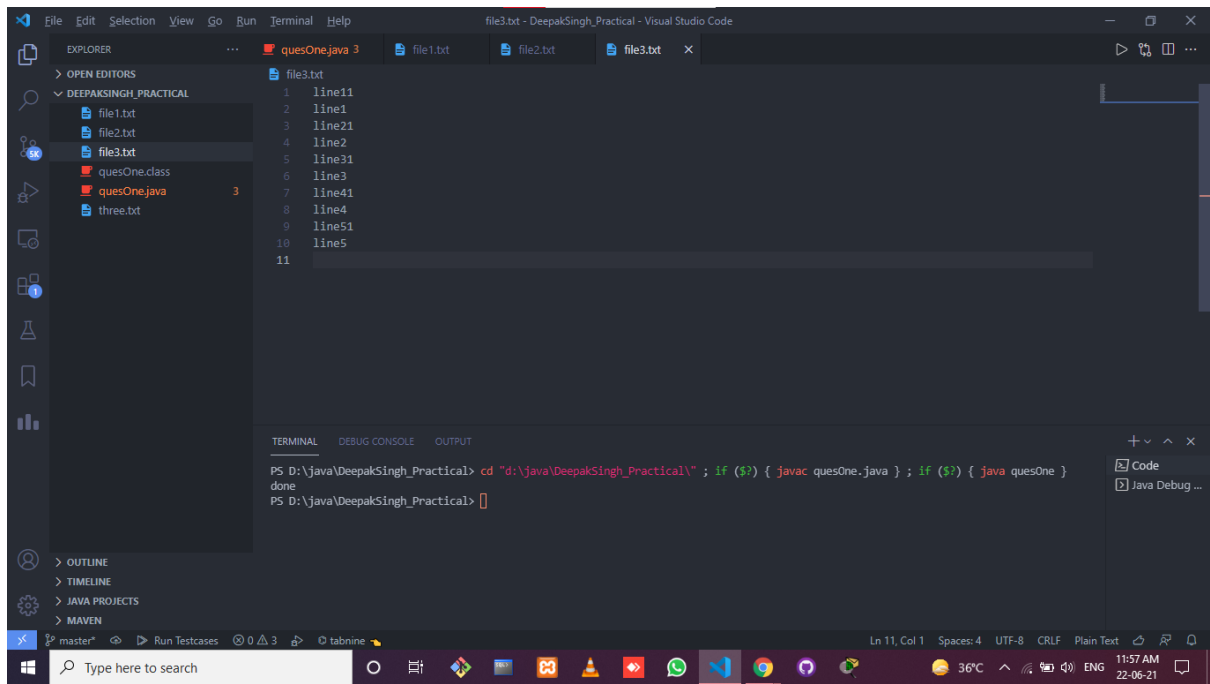 File Edit Selection View Go Run Terminal Help file3.txt - DeepakSingh_Practical - Visual Studio Code
EXPLORER
OPEN EDITORS
DEEPAKSINGH_PRACTICAL
file1.txt
file2.txt
file3.txt
quesOne.class
quesOne.java 3
three.txt
OUTLINE
TIMELINE
JAVA PROJECTS
MAVEN
SK
1
quesOne.java 3 file1.txt file2.txt file3.txt
file3.txt
1 line11
2 line1
3 line21
4 line2
5 line31
6 line3
7 line41
8 line4
9 line51
10 line5
11
TERMINAL DEBUG CONSOLE OUTPUT
PS D:\java\DeepakSingh_Practical> cd "d:\java\DeepakSingh_Practical\" ; if ($?) { javac quesOne.java } ; if ($?) { java quesOne }
done
PS D:\java\DeepakSingh_Practical>
Code
Java Debug ...
master* Run Testcases 0 3 tabnine Ln 11, Col 1 Spaces: 4 UTF-8 CRLF Plain Text
Type here to search 36°C ENG 11:57 AM
22-06-21